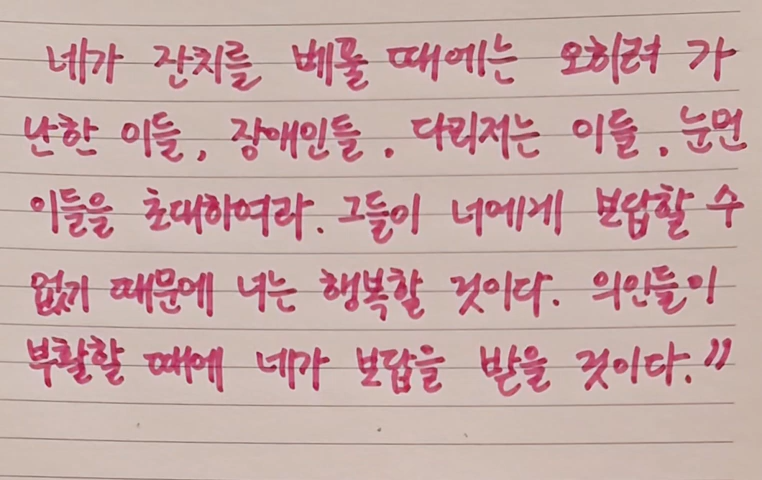 네가 잔치를 베풀 때에는 오히려 가
난한 이들, 장애인들, 다리저는 이들, 눈먼
이들을 초대하여라. 그들이 너에게 보답할 수
없기 때문에 너는 행복할 것이다. 의인들이
부활할 때에 네가 보답을 받을 것이다."